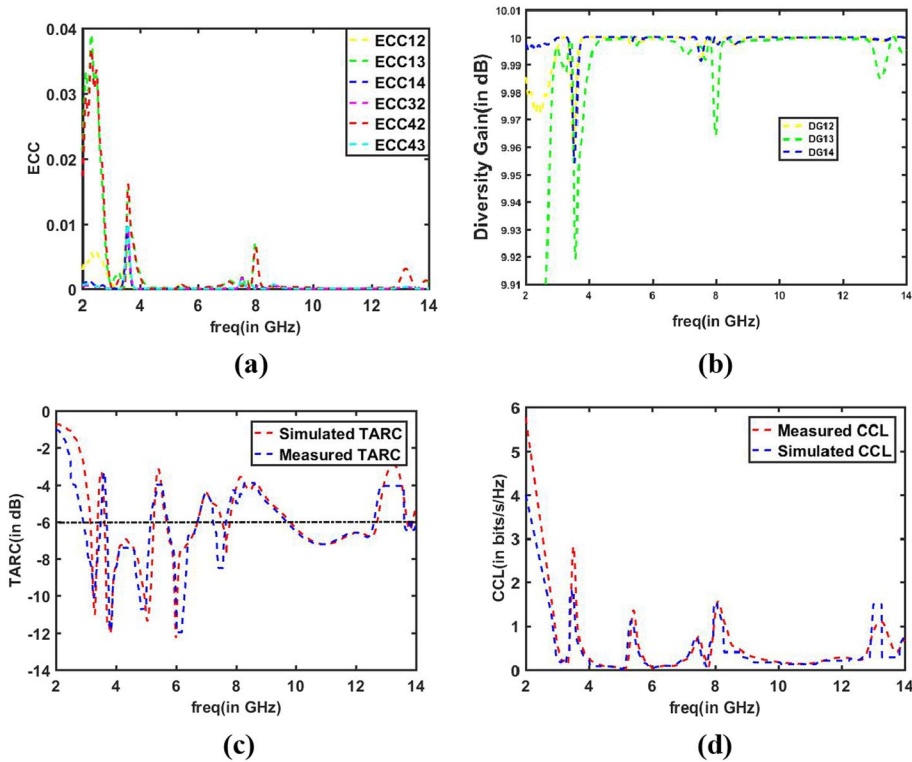 0.04
0.03
0.02
0.01
0
ECC
ECC12
ECC13
ECC14
ECC32
ECC42
ECC43
2 4 6 8 10 12 14
freq(in GHz)
(a)
10.01
10
9.99
9.98
9.97
9.96
9.95
9.94
9.93
9.92
9.91
Diversity Gain(in dB)
DG12
DG13
DG14
2 4 6 8 10 12 14
freq(in GHz)
(b)
0
-2
-4
-6
-8
-10
-12
-14
TARC(in dB)
Simulated TARC
Measured TARC
2 4 6 8 10 12 14
freq(in GHz)
(c)
6
5
4
3
2
1
0
CCL(in bits/s/Hz)
Measured CCL
Simulated CCL
2 4 6 8 10 12 14
freq(in GHz)
(d)